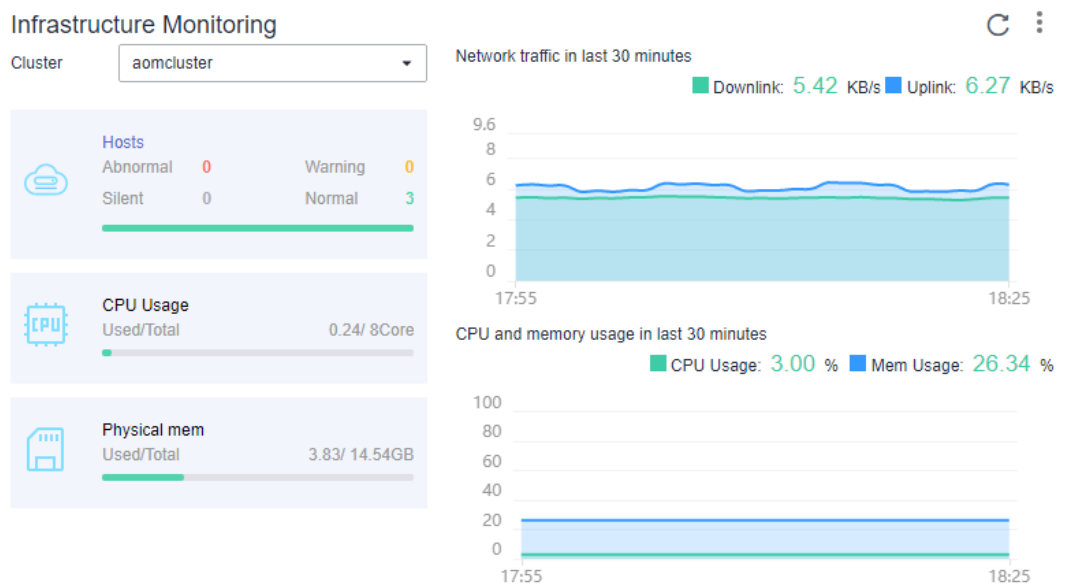 Infrastructure Monitoring
Cluster aomcluster
Hosts
Abnormal 0 Warning 0
Silent 0 Normal 3
CPU
CPU Usage
Used/Total 0.24/ 8Core
Physical mem
Used/Total 3.83/ 14.54GB
Network traffic in last 30 minutes
Downlink: 5.42 KB/s Uplink: 6.27 KB/s
9.6
8
6
4
2
0
17:55 18:25
CPU and memory usage in last 30 minutes
CPU Usage: 3.00 % Mem Usage: 26.34 %
100
80
60
40
20
0
17:55 18:25